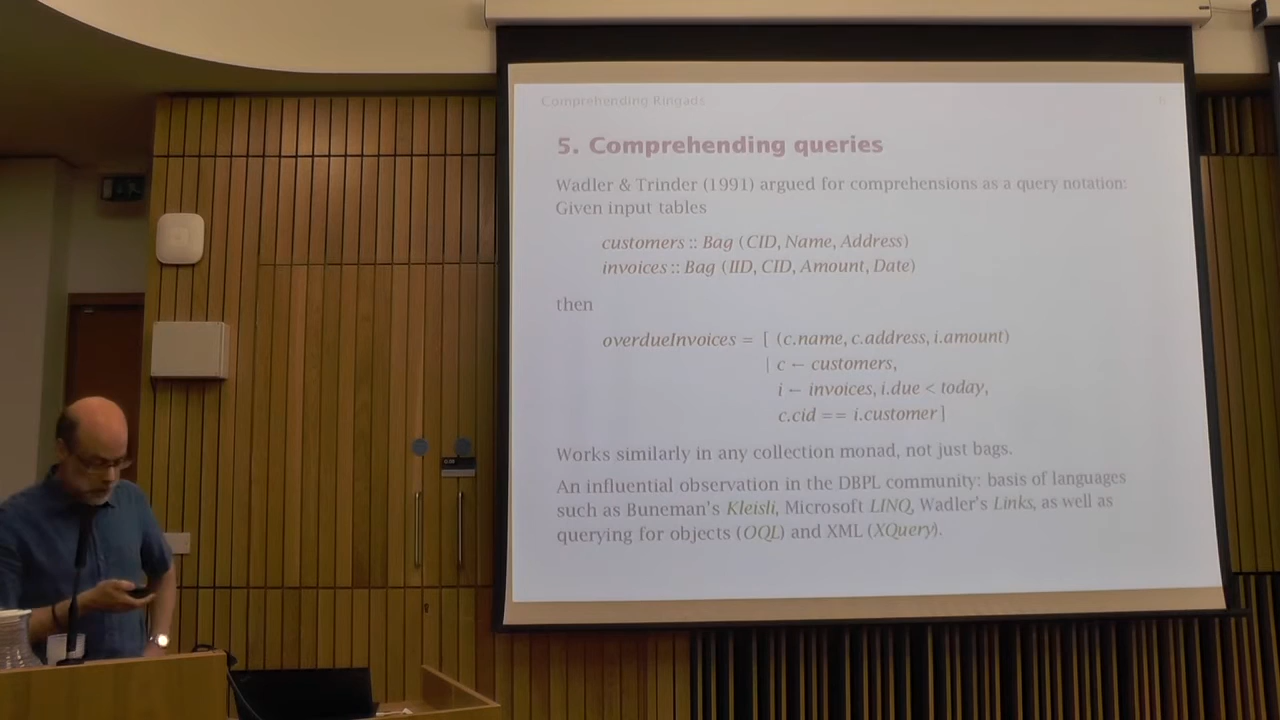 Comprehending Ringads
5. Comprehending queries
Wadler & Trinder (1991) argued for comprehensions as a query notation:
Given input tables
customers :: Bag (CID, Name, Address)
invoices :: Bag (IID, CID, Amount, Date)
then
overdueInvoices = [ (c.name, c.address, i.amount)
| c ← customers,
i ← invoices, i.due < today,
c.cid == i.customer ]
Works similarly in any collection monad, not just bags.
An influential observation in the DBPL community: basis of languages
such as Buneman's Kleisli, Microsoft LINQ, Wadler's Links, as well as
querying for objects (OQL) and XML (XQuery).